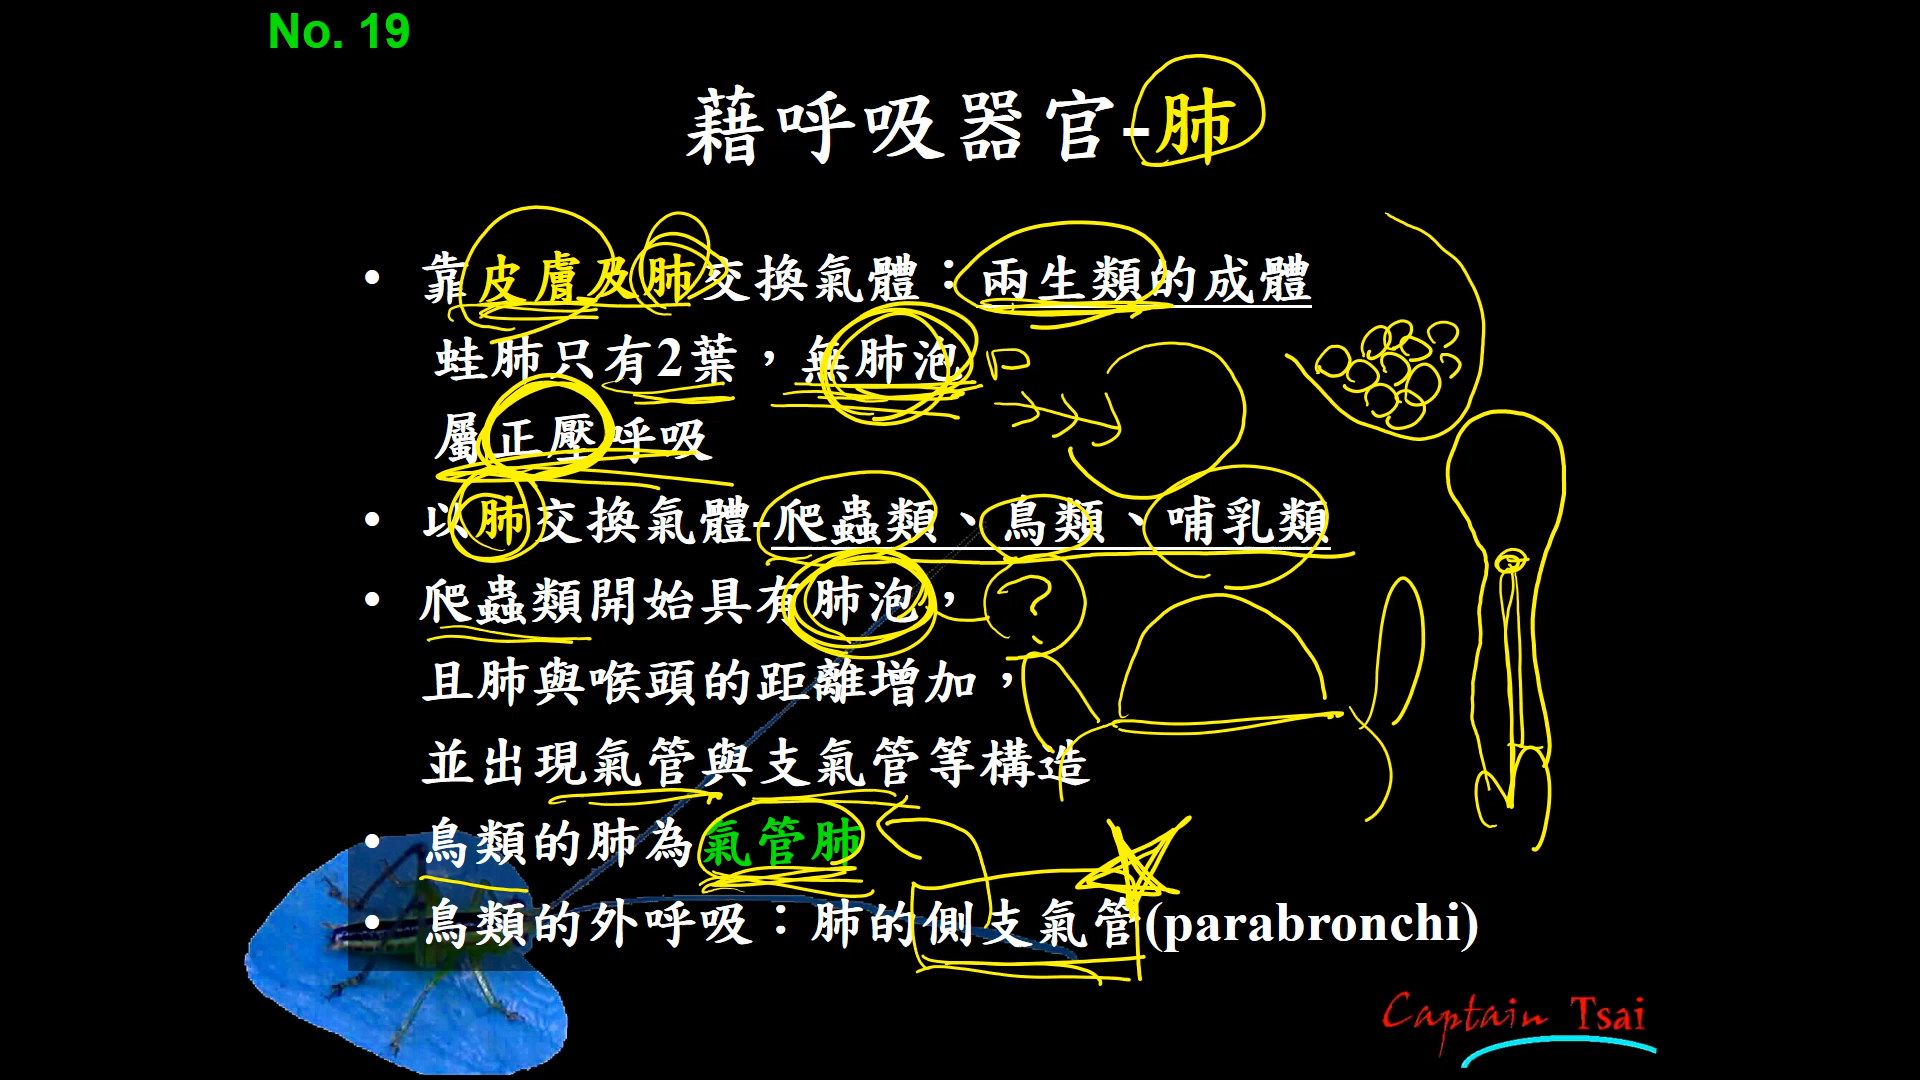 No. 19
藉呼吸器官-肺
• 靠皮膚及肺交換氣體：兩生類的成體
蛙肺只有2葉，無肺泡
屬正壓呼吸
• 以肺交換氣體-爬蟲類、鳥類、哺乳類
• 爬蟲類開始具有肺泡，
?
且肺與喉頭的距離增加，
並出現氣管與支氣管等構造
• 鳥類的肺為氣管肺
• 鳥類的外呼吸：肺的側支氣管(parabronchi)
Captain Tsai